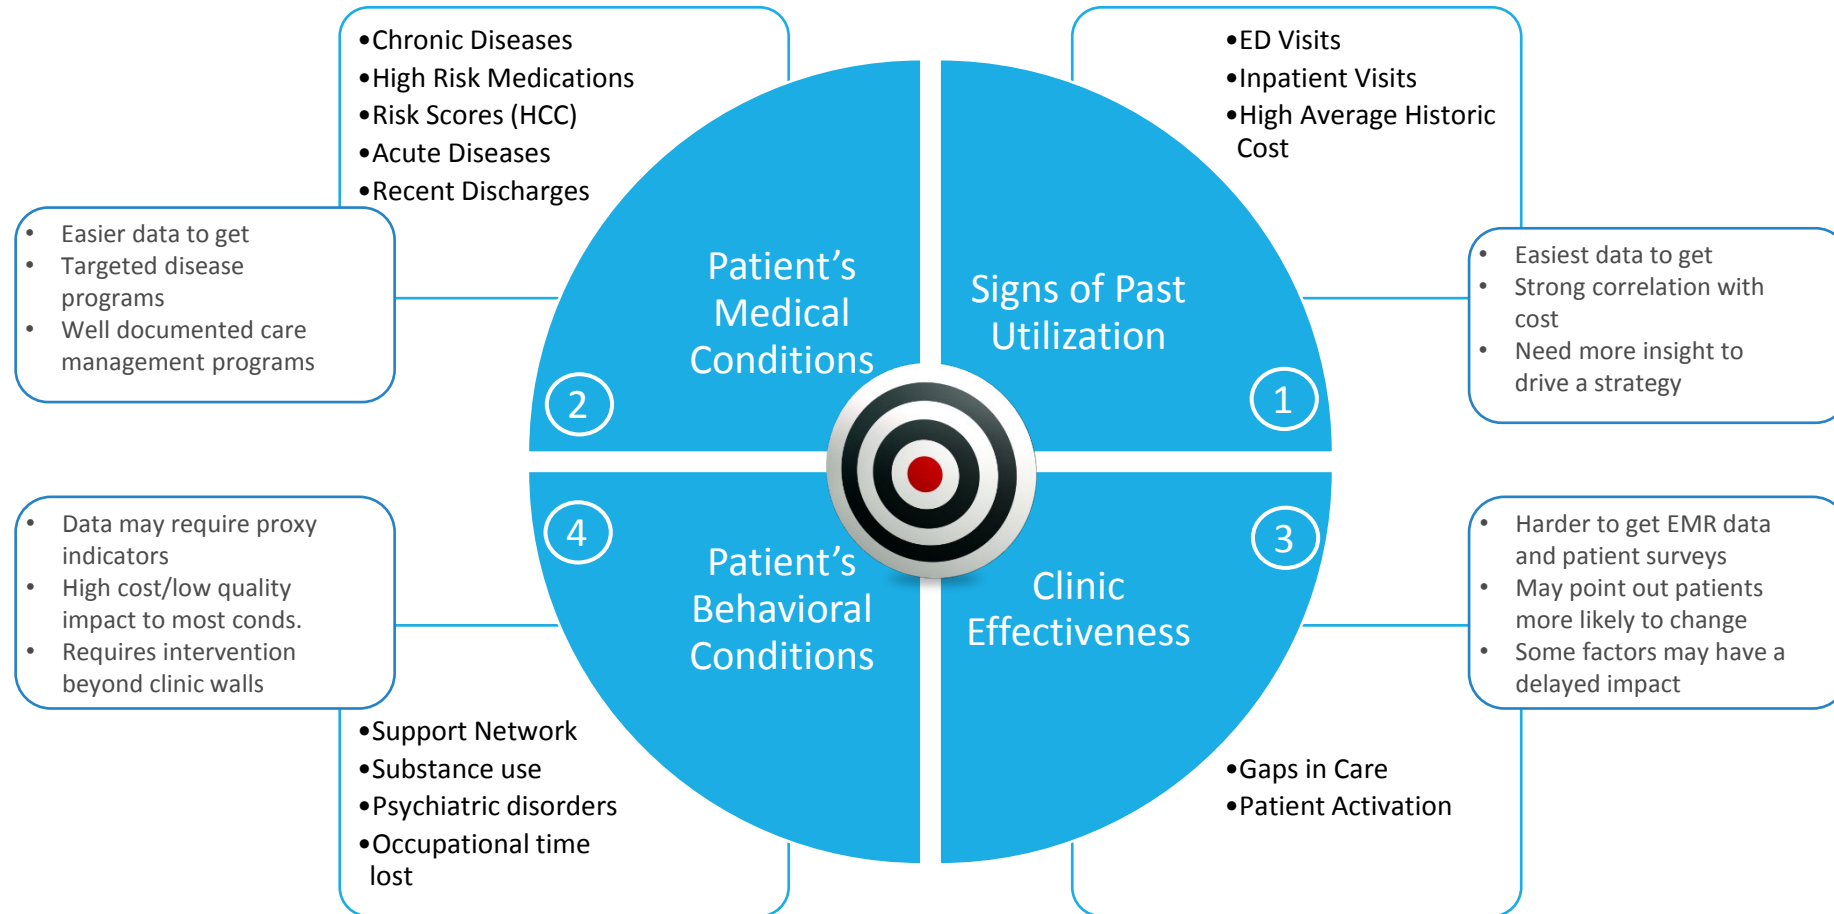 •Chronic Diseases
•High Risk Medications
•Risk Scores (HCC)
•Acute Diseases
•Recent Discharges
•ED Visits
•Inpatient Visits
•High Average Historic
Cost
• Easier data to get
• Targeted disease
programs
• Well documented care
management programs
Patient’s
Medical
Conditions
2
Signs of Past
Utilization
1
• Easiest data to get
• Strong correlation with
cost
• Need more insight to
drive a strategy
• Data may require proxy
indicators
• High cost/low quality
impact to most conds.
• Requires intervention
beyond clinic walls
4
Patient’s
Behavioral
Conditions
3
Clinic
Effectiveness
• Harder to get EMR data
and patient surveys
• May point out patients
more likely to change
• Some factors may have a
delayed impact
•Support Network
•Substance use
•Psychiatric disorders
•Occupational time
lost
•Gaps in Care
•Patient Activation